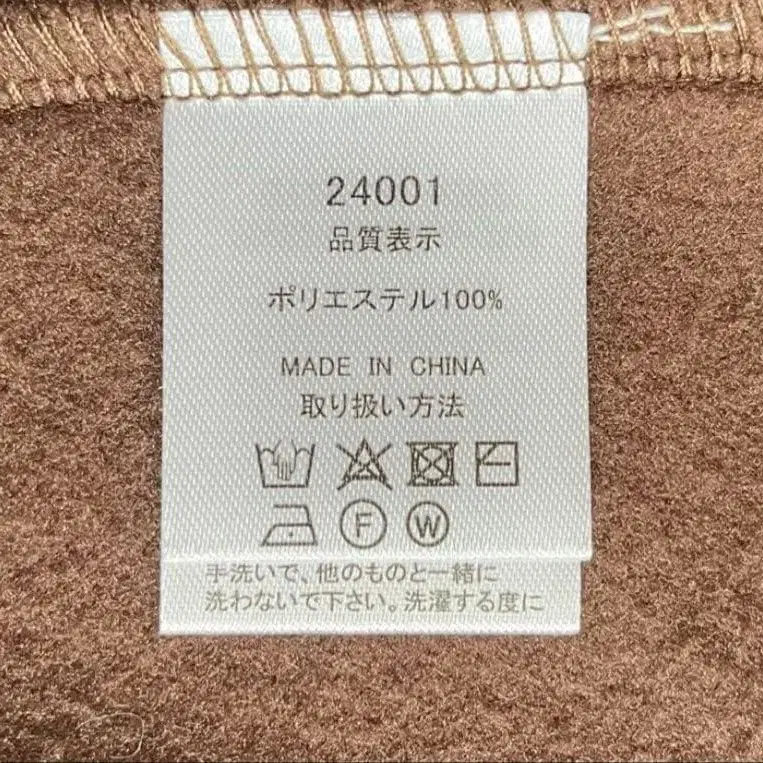 24001
品質表示
ポリエステル100%
MADE IN CHINA
取り扱い方法
F W
手洗いで、他のものと一緒に
洗わないで下さい。洗濯する度に